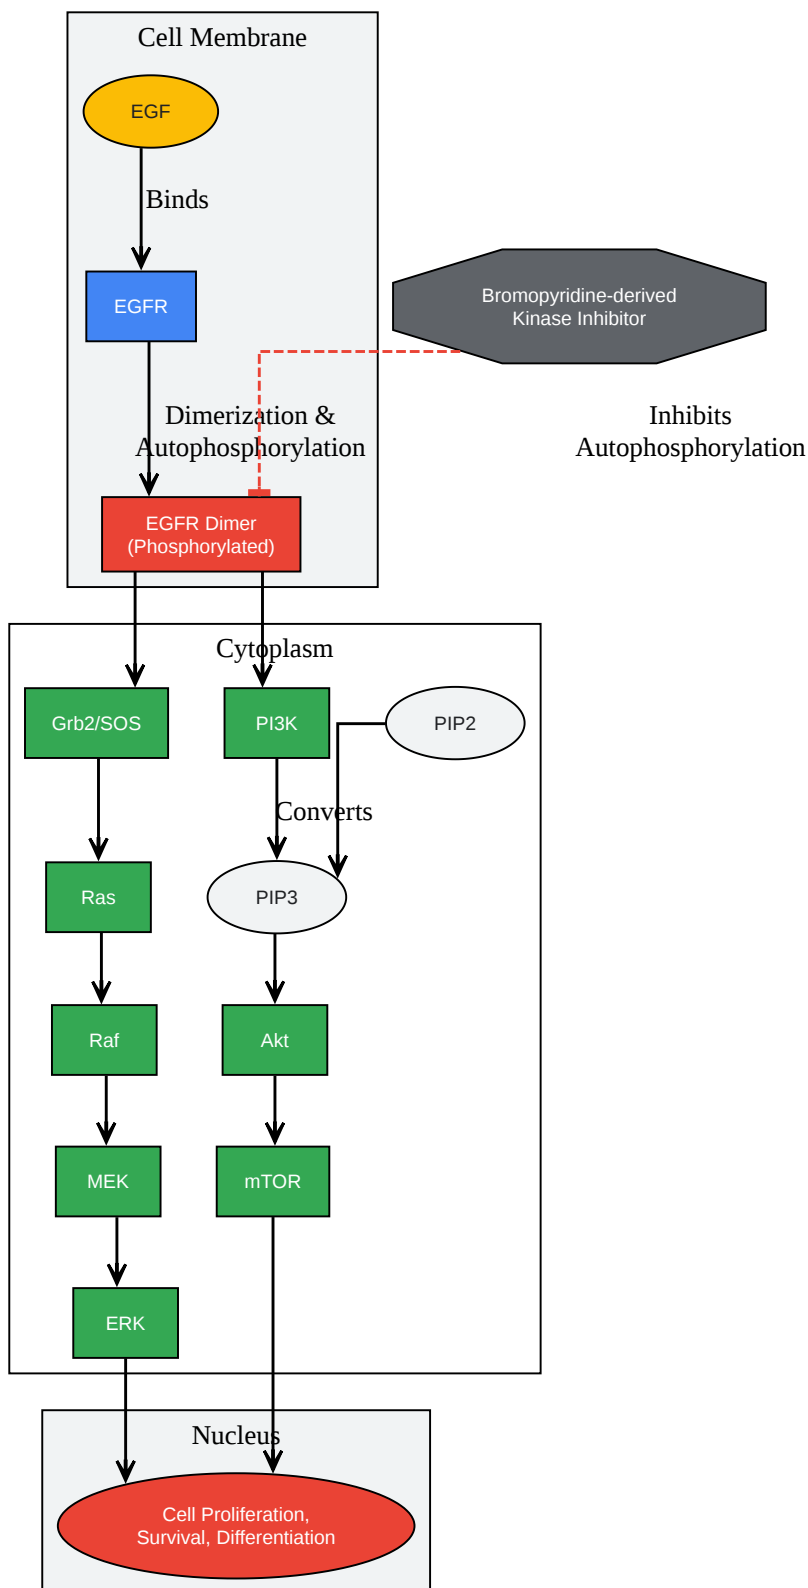 Cell Membrane
EGF
Binds
EGFR
Bromopyridine-derived
Kinase Inhibitor
Dimerization &
Autophosphorylation
Inhibits
Autophosphorylation
EGFR Dimer
(Phosphorylated)
Cytoplasm
Grb2/SOS
PI3K
PIP2
Converts
Ras
PIP3
Raf
Akt
MEK
mTOR
ERK
Nucleus
Cell Proliferation,
Survival, Differentiation